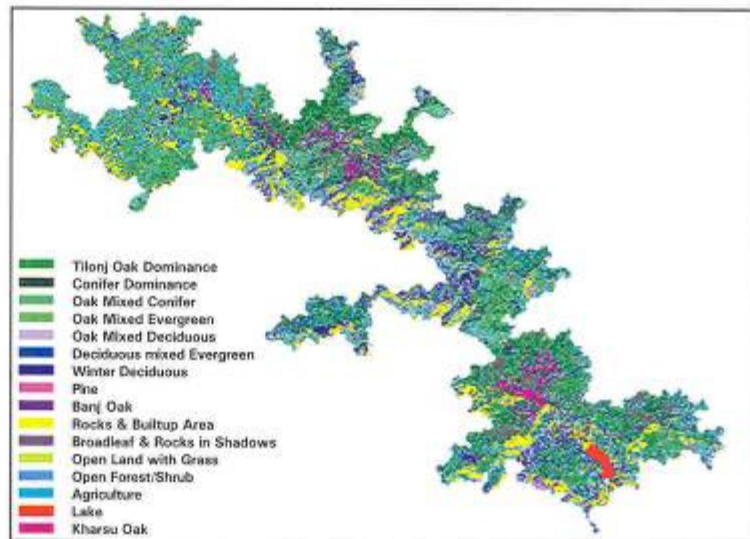 Tilonj Oak Dominance
Conifer Dominance
Oak Mixed Conifer
Oak Mixed Evergreen
Oak Mixed Deciduous
Deciduous mixed Evergreen
Winter Deciduous
Pine
Banj Oak
Rocks & Builtup Area
Broadleaf & Rocks in Shadows
Open Land with Grass
Open Forest/Shrub
Agriculture
Lake
Kharsu Oak